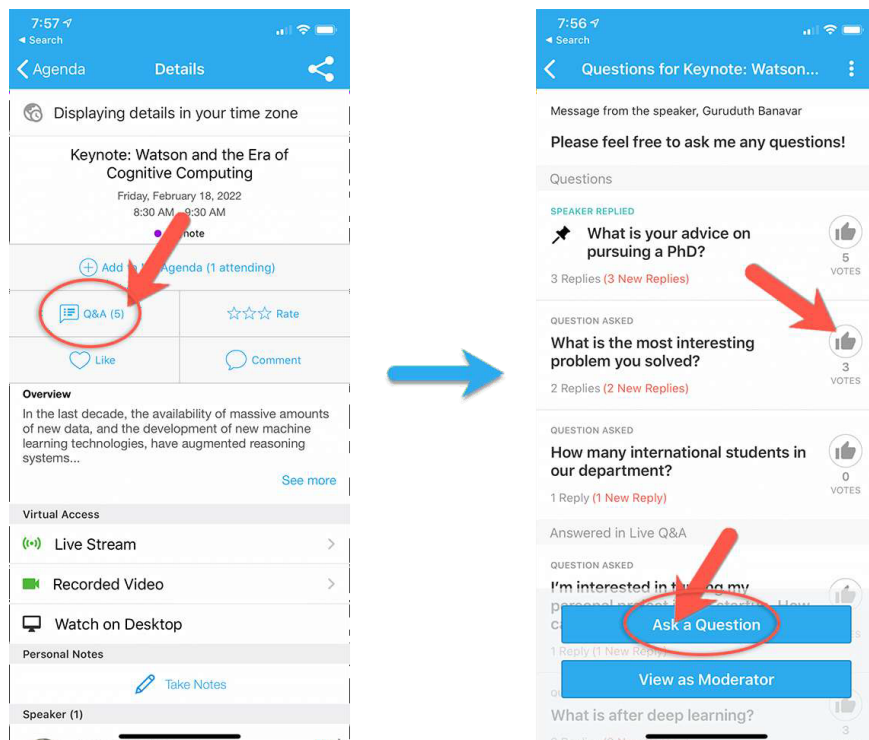 7:57
Search
Agenda
Details
Displaying details in your time zone
Keynote: Watson and the Era of
Cognitive Computing
Friday, February 18, 2022
8:30 AM - 9:30 AM
note
Add Agenda (1 attending)
Q&A (5)
Rate
Like
Comment
Overview
In the last decade, the availability of massive amounts
of new data, and the development of new machine
learning technologies, have augmented reasoning
systems...
See more
Virtual Access
Live Stream
Recorded Video
Watch on Desktop
Personal Notes
Take Notes
Speaker (1)
7:56
Search
Questions for Keynote: Watson...
Message from the speaker, Guruduth Banavar
Please feel free to ask me any questions!
Questions
SPEAKER REPLIED
What is your advice on
pursuing a PhD?
3 Replies (3 New Replies)
5
VOTES
QUESTION ASKED
What is the most interesting
problem you solved?
2 Replies (2 New Replies)
3
VOTES
QUESTION ASKED
How many international students in
our department?
1 Reply (1 New Reply)
0
VOTES
Answered in Live Q&A
QUESTION ASKED
I'm interested in my
Ask a Question
1 Reply (1 New Reply)
View as Moderator
What is after deep learning?
3